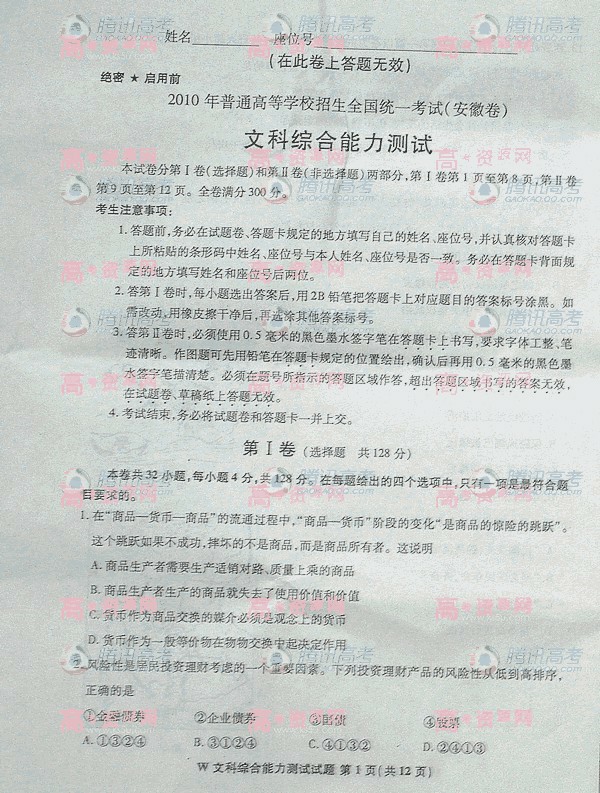 姓名 座位号
(在此卷上答题无效)
绝密 ★ 启用前
2010 年普通高等学校招生全国统一考试(安徽卷)
文科综合能力测试
本试卷分第Ⅰ卷(选择题)和第Ⅱ卷(非选择题)两部分,第Ⅰ卷第1页至第8页,第Ⅱ卷
第9页至第12页。全卷满分300分。
考生注意事项:
1. 答题前,务必在试题卷、答题卡规定的地方填写自己的姓名、座位号,并认真核对答题卡
上所粘贴的条形码中姓名、座位号与本人姓名、座位号是否一致。务必在答题卡背面规
定的地方填写姓名和座位号后两位。
2. 答第Ⅰ卷时,每小题选出答案后,用2B铅笔把答题卡上对应题目的答案标号涂黑。如
需改动,用橡皮擦干净后,再选涂其他答案标号。
3. 答第Ⅱ卷时,必须使用0.5毫米的黑色墨水签字笔在答题卡上书写,要求字体工整、笔
迹清晰。作图题可先用铅笔在答题卡规定的位置绘出,确认后再用0.5毫米的黑色墨
水签字笔描清楚。必须在题号所指示的答题区域作答,超出答题区域书写的答案无效,
在试题卷、草稿纸上答题无效。
4. 考试结束,务必将试题卷和答题卡一并上交。
第Ⅰ卷 (选择题 共128分)
本卷共32小题,每小题4分,共128分。在每题给出的四个选项中,只有一项是最符合题
目要求的。
1. 在“商品—货币—商品”的流通过程中,“商品—货币”阶段的变化“是商品的惊险的跳跃”。
这个跳跃如果不成功,摔坏的不是商品,而是商品所有者。这说明
A. 商品生产者需要生产适销对路、质量上乘的商品
B. 商品生产者生产的商品就失去了使用价值和价值
C. 货币作为商品交换的媒介必须是观念上的货币
D. 货币作为一般等价物在物物交换中起决定作用
2. 风险性是居民投资理财考虑的一个重要因素。下列投资理财产品的风险性从低到高排序,
正确的是
①金融债券 ②企业债券 ③国债 ④股票
A. ①③②④ B. ③①②④ C. ④①③② D. ②④①③
W 文科综合能力测试试题 第1页(共12页)
腾讯高考
GAOKAO.QQ.COM
高考资源网